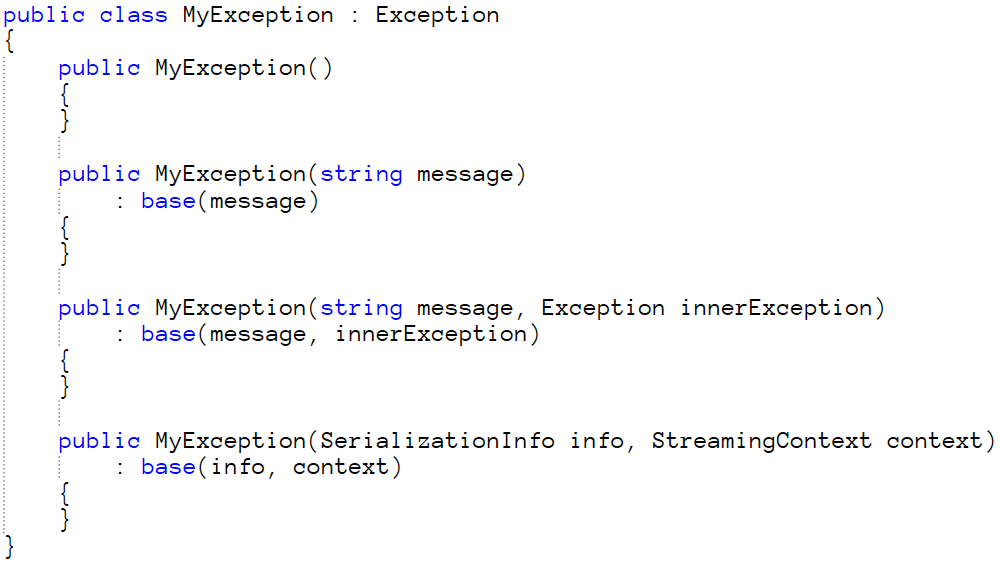 public class MyException : Exception
{
    public MyException()
    {
    }

    public MyException(string message)
        : base(message)
    {
    }

    public MyException(string message, Exception innerException)
        : base(message, innerException)
    {
    }

    public MyException(SerializationInfo info, StreamingContext context)
        : base(info, context)
    {
    }
}